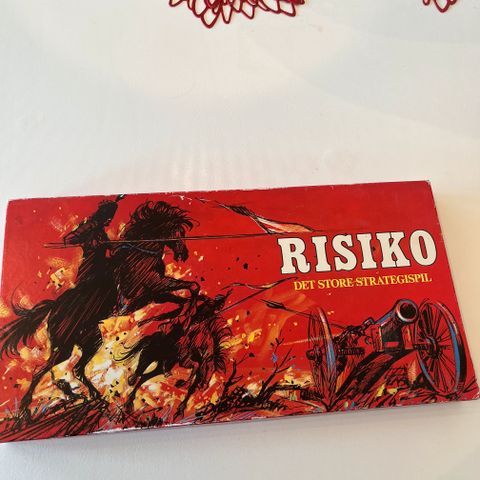 RISIKO
DET STORE STRATEGISPIL